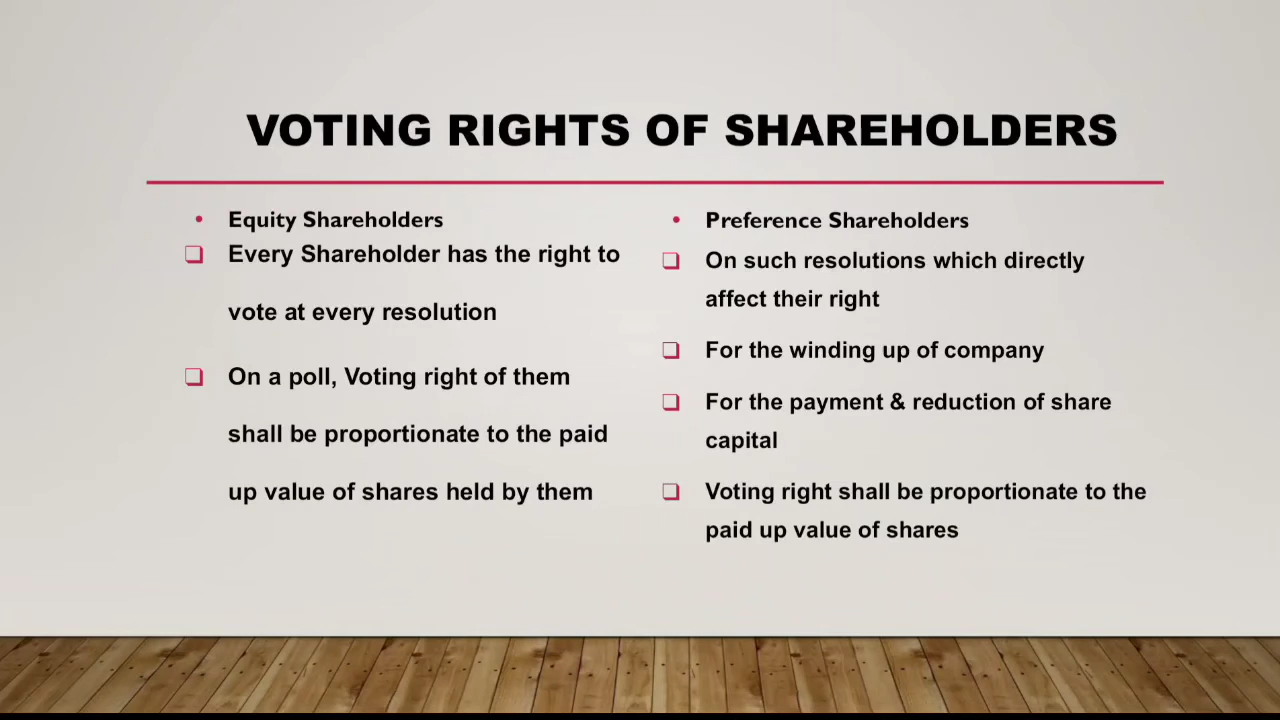 VOTING RIGHTS OF SHAREHOLDERS
• Equity Shareholders
❑ Every Shareholder has the right to
vote at every resolution
❑ On a poll, Voting right of them
shall be proportionate to the paid
up value of shares held by them
• Preference Shareholders
❑ On such resolutions which directly
affect their right
❑ For the winding up of company
❑ For the payment & reduction of share
capital
❑ Voting right shall be proportionate to the
paid up value of shares